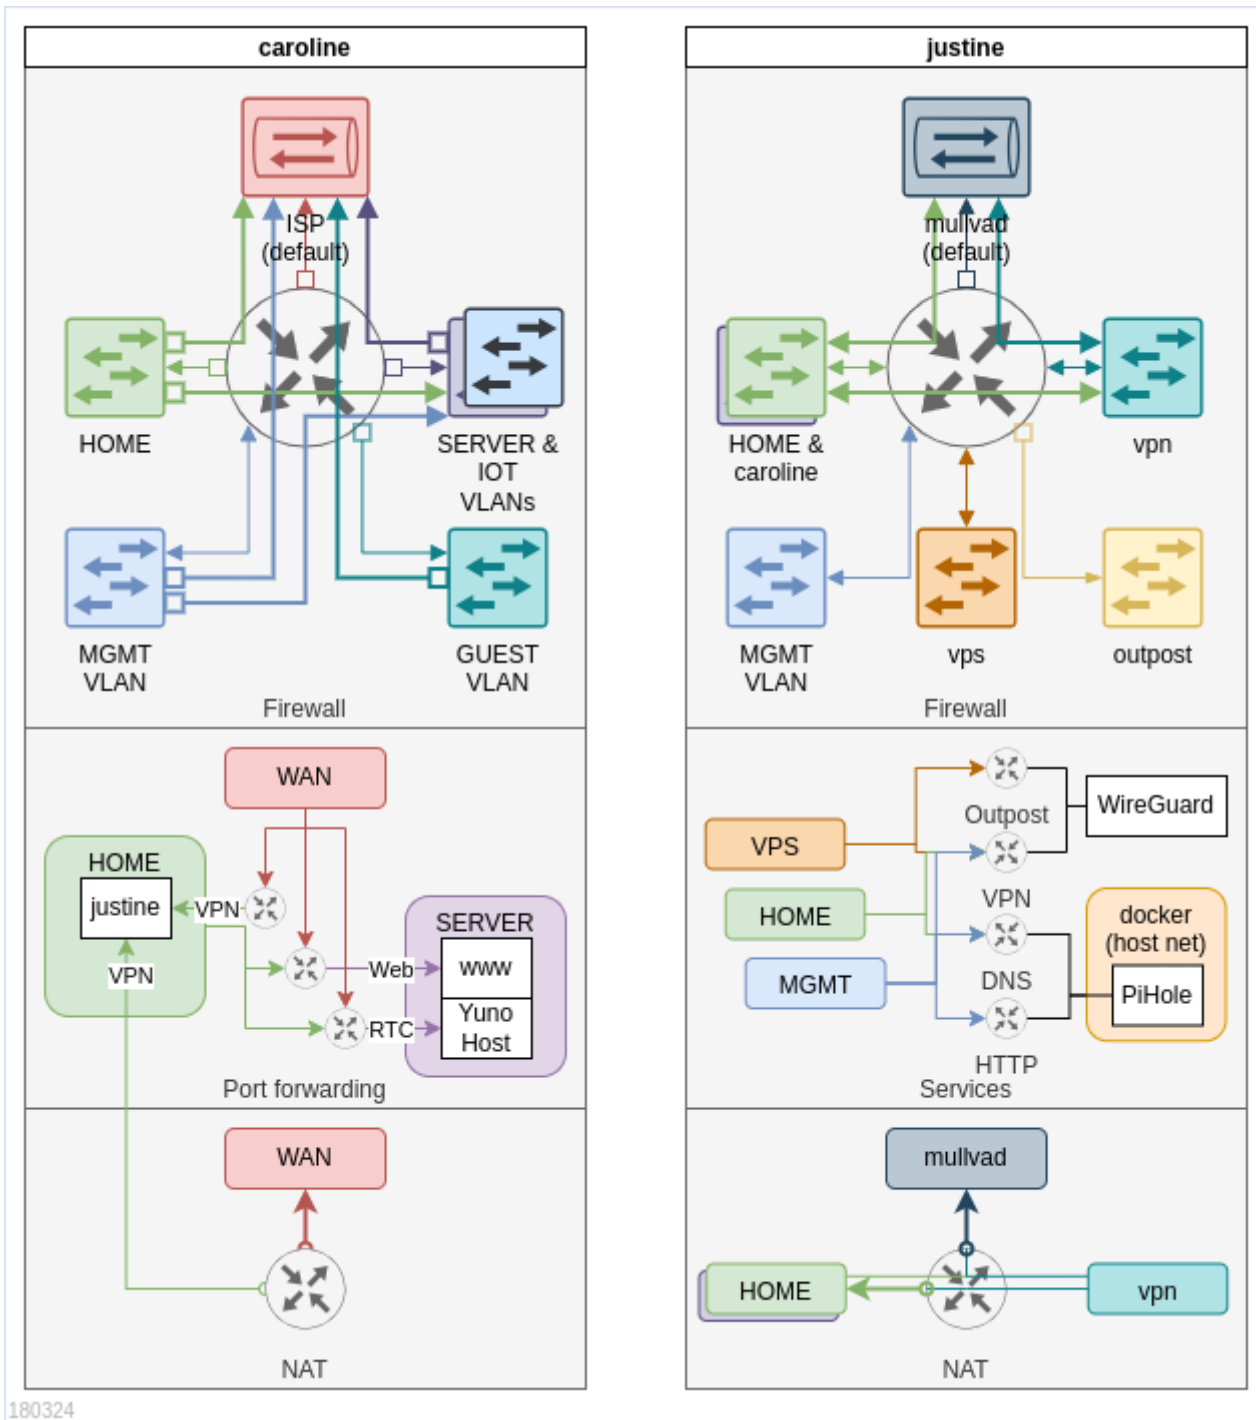 caroline
ISP
(default)
HOME
SERVER &
IOT
VLANs
MGMT
VLAN
GUEST
VLAN
Firewall
WAN
HOME
justine
VPN
VPN
SERVER
Web
www
RTC
Yuno
Host
Port forwarding
WAN
NAT
justine
mullvad
(default)
HOME &
caroline
vpn
MGMT
VLAN
vps
outpost
Firewall
WireGuard
Outpost
VPS
VPN
HOME
docker
(host net)
DNS
MGMT
PiHole
HTTP
Services
mullvad
HOME
vpn
NAT
180324